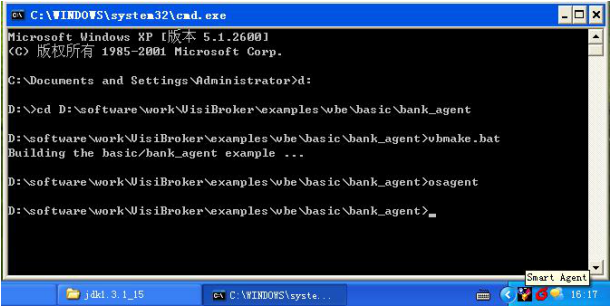 C:\WINDOWS\system32\cmd.exe
Microsoft Windows XP [版本 5.1.2600]
(C) 版权所有 1985-2001 Microsoft Corp.
C:\Documents and Settings\Administrator>d:
D:\>cd D:\software\work\VisiBroker\examples\vbe\basic\bank_agent
D:\software\work\VisiBroker\examples\vbe\basic\bank_agent>vbmake.bat
Building the basic/bank_agent example ...
D:\software\work\VisiBroker\examples\vbe\basic\bank_agent>osagent
D:\software\work\VisiBroker\examples\vbe\basic\bank_agent>_
Smart Agent
jdk1.3.1_15
C:\WINDOWS\syste...
16:17